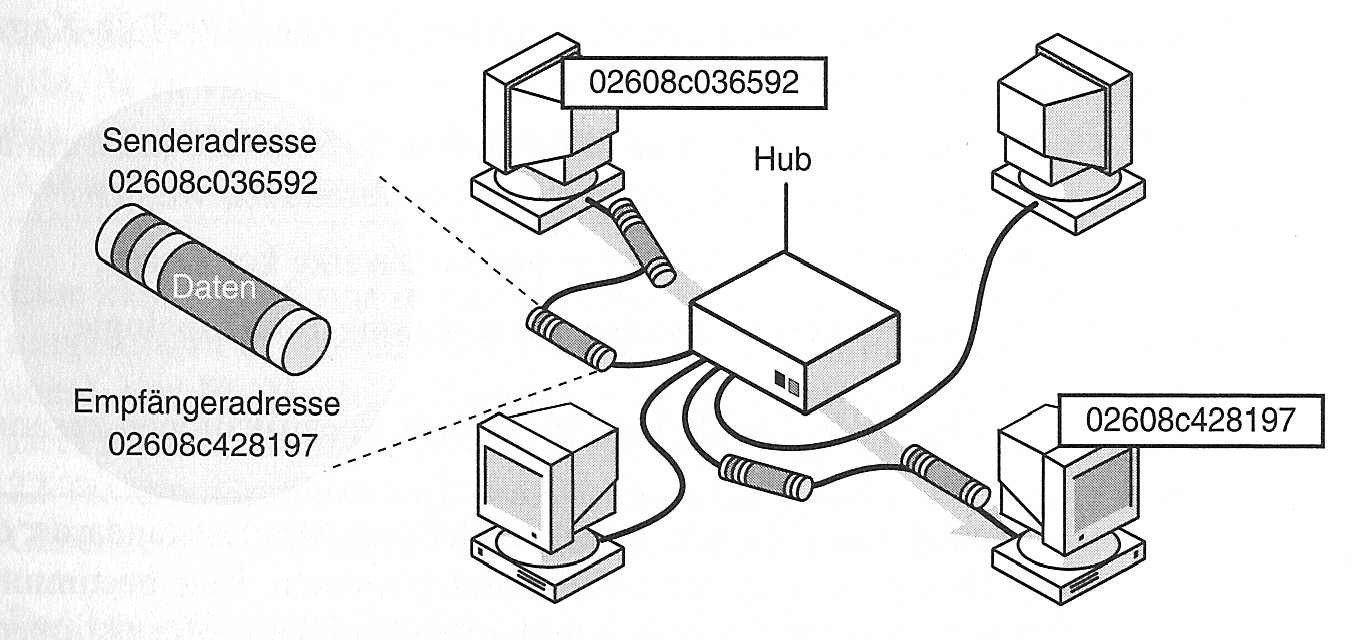 02608c036592
Senderadresse
02608c036592
Hub
Daten
Empfängeradresse
02608c428197
02608c428197